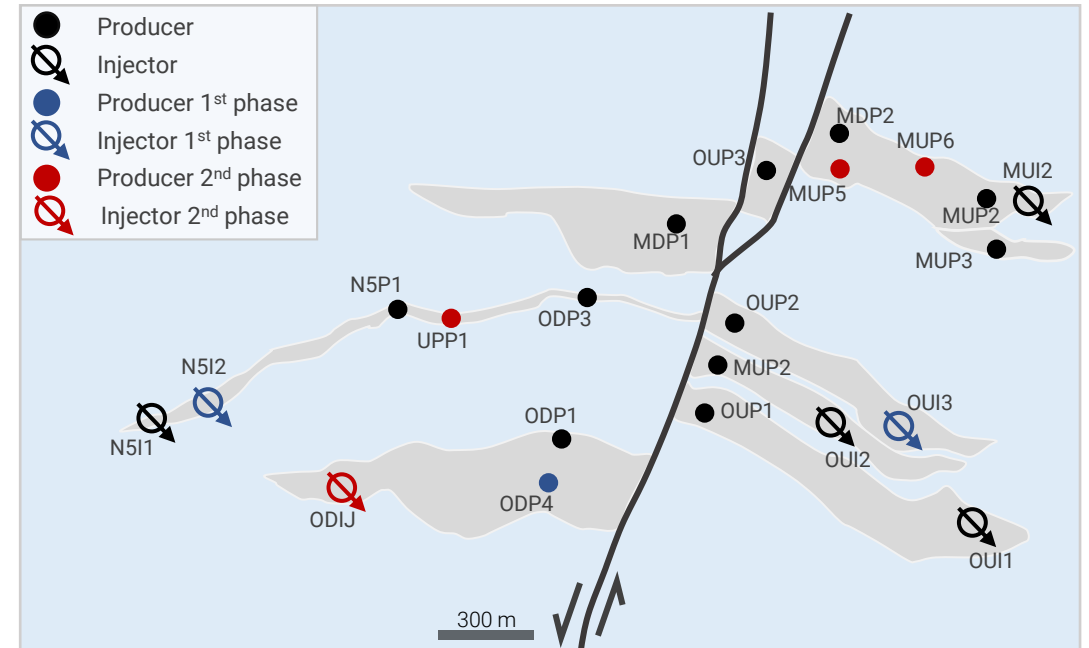 Producer
Injector
Producer 1st phase
Injector 1st phase
Producer 2nd phase
Injector 2nd phase
MDP2
MUP6
OUP3
MUI2
MUP5
MUP2
MDP1
MUP3
N5P1
OUP2
ODP3
UPP1
N5I2
MUP2
OUI3
OUP1
ODP1
N5I1
OUI2
ODP4
ODIJ
OUI1
300 m